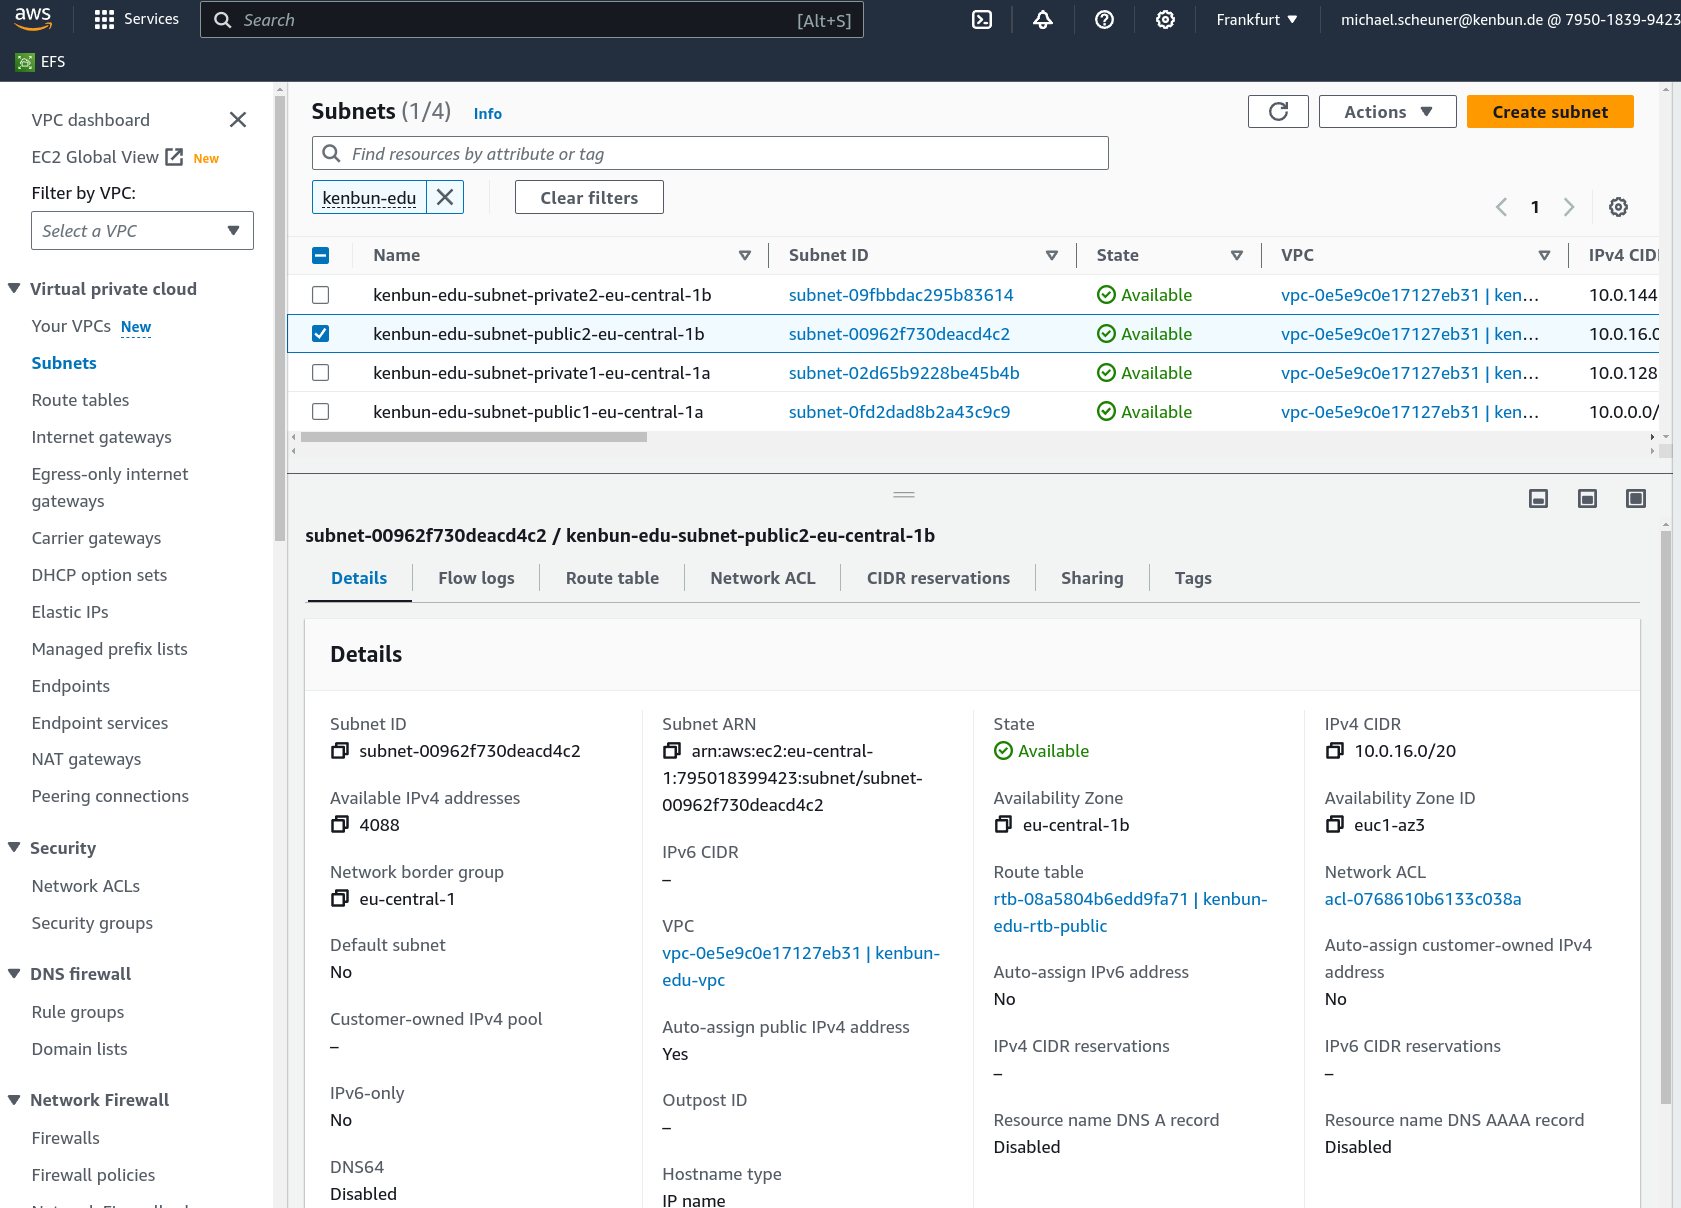 aws
Services
Search
[Alt+S]
Frankfurt
michael.scheuner@kenbun.de @ 7950-1839-9423
EFS
VPC dashboard
EC2 Global View New
Filter by VPC:
Select a VPC
Virtual private cloud
Your VPCs New
Subnets
Route tables
Internet gateways
Egress-only internet
gateways
Carrier gateways
DHCP option sets
Elastic IPs
Managed prefix lists
Endpoints
Endpoint services
NAT gateways
Peering connections
Security
Network ACLs
Security groups
DNS firewall
Rule groups
Domain lists
Network Firewall
Firewalls
Firewall policies
Subnets (1/4) Info
Actions
Create subnet
Find resources by attribute or tag
kenbun-edu
Clear filters
1
Name Subnet ID State VPC IPv4 CID
kenbun-edu-subnet-private2-eu-central-1b subnet-09fbbdac295b83614 Available vpc-0e5e9c0e17127eb31 | ken... 10.0.144
kenbun-edu-subnet-public2-eu-central-1b subnet-00962f730deacd4c2 Available vpc-0e5e9c0e17127eb31 | ken... 10.0.16.0
kenbun-edu-subnet-private1-eu-central-1a subnet-02d65b9228be45b4b Available vpc-0e5e9c0e17127eb31 | ken... 10.0.128
kenbun-edu-subnet-public1-eu-central-1a subnet-0fd2dad8b2a43c9c9 Available vpc-0e5e9c0e17127eb31 | ken... 10.0.0.0/
subnet-00962f730deacd4c2 / kenbun-edu-subnet-public2-eu-central-1b
Details Flow logs Route table Network ACL CIDR reservations Sharing Tags
Details
Subnet ID
subnet-00962f730deacd4c2
Available IPv4 addresses
4088
Network border group
eu-central-1
Default subnet
No
Customer-owned IPv4 pool
–
IPv6-only
No
DNS64
Disabled
Subnet ARN
arn:aws:ec2:eu-central-
1:795018399423:subnet/subnet-
00962f730deacd4c2
IPv6 CIDR
–
VPC
vpc-0e5e9c0e17127eb31 | kenbun-
edu-vpc
Auto-assign public IPv4 address
Yes
Outpost ID
–
Hostname type
IP name
State
Available
Availability Zone
eu-central-1b
Route table
rtb-08a5804b6edd9fa71 | kenbun-
edu-rtb-public
Auto-assign IPv6 address
No
IPv4 CIDR reservations
–
Resource name DNS A record
Disabled
IPv4 CIDR
10.0.16.0/20
Availability Zone ID
euc1-az3
Network ACL
acl-0768610b6133c038a
Auto-assign customer-owned IPv4
address
No
IPv6 CIDR reservations
–
Resource name DNS AAAA record
Disabled